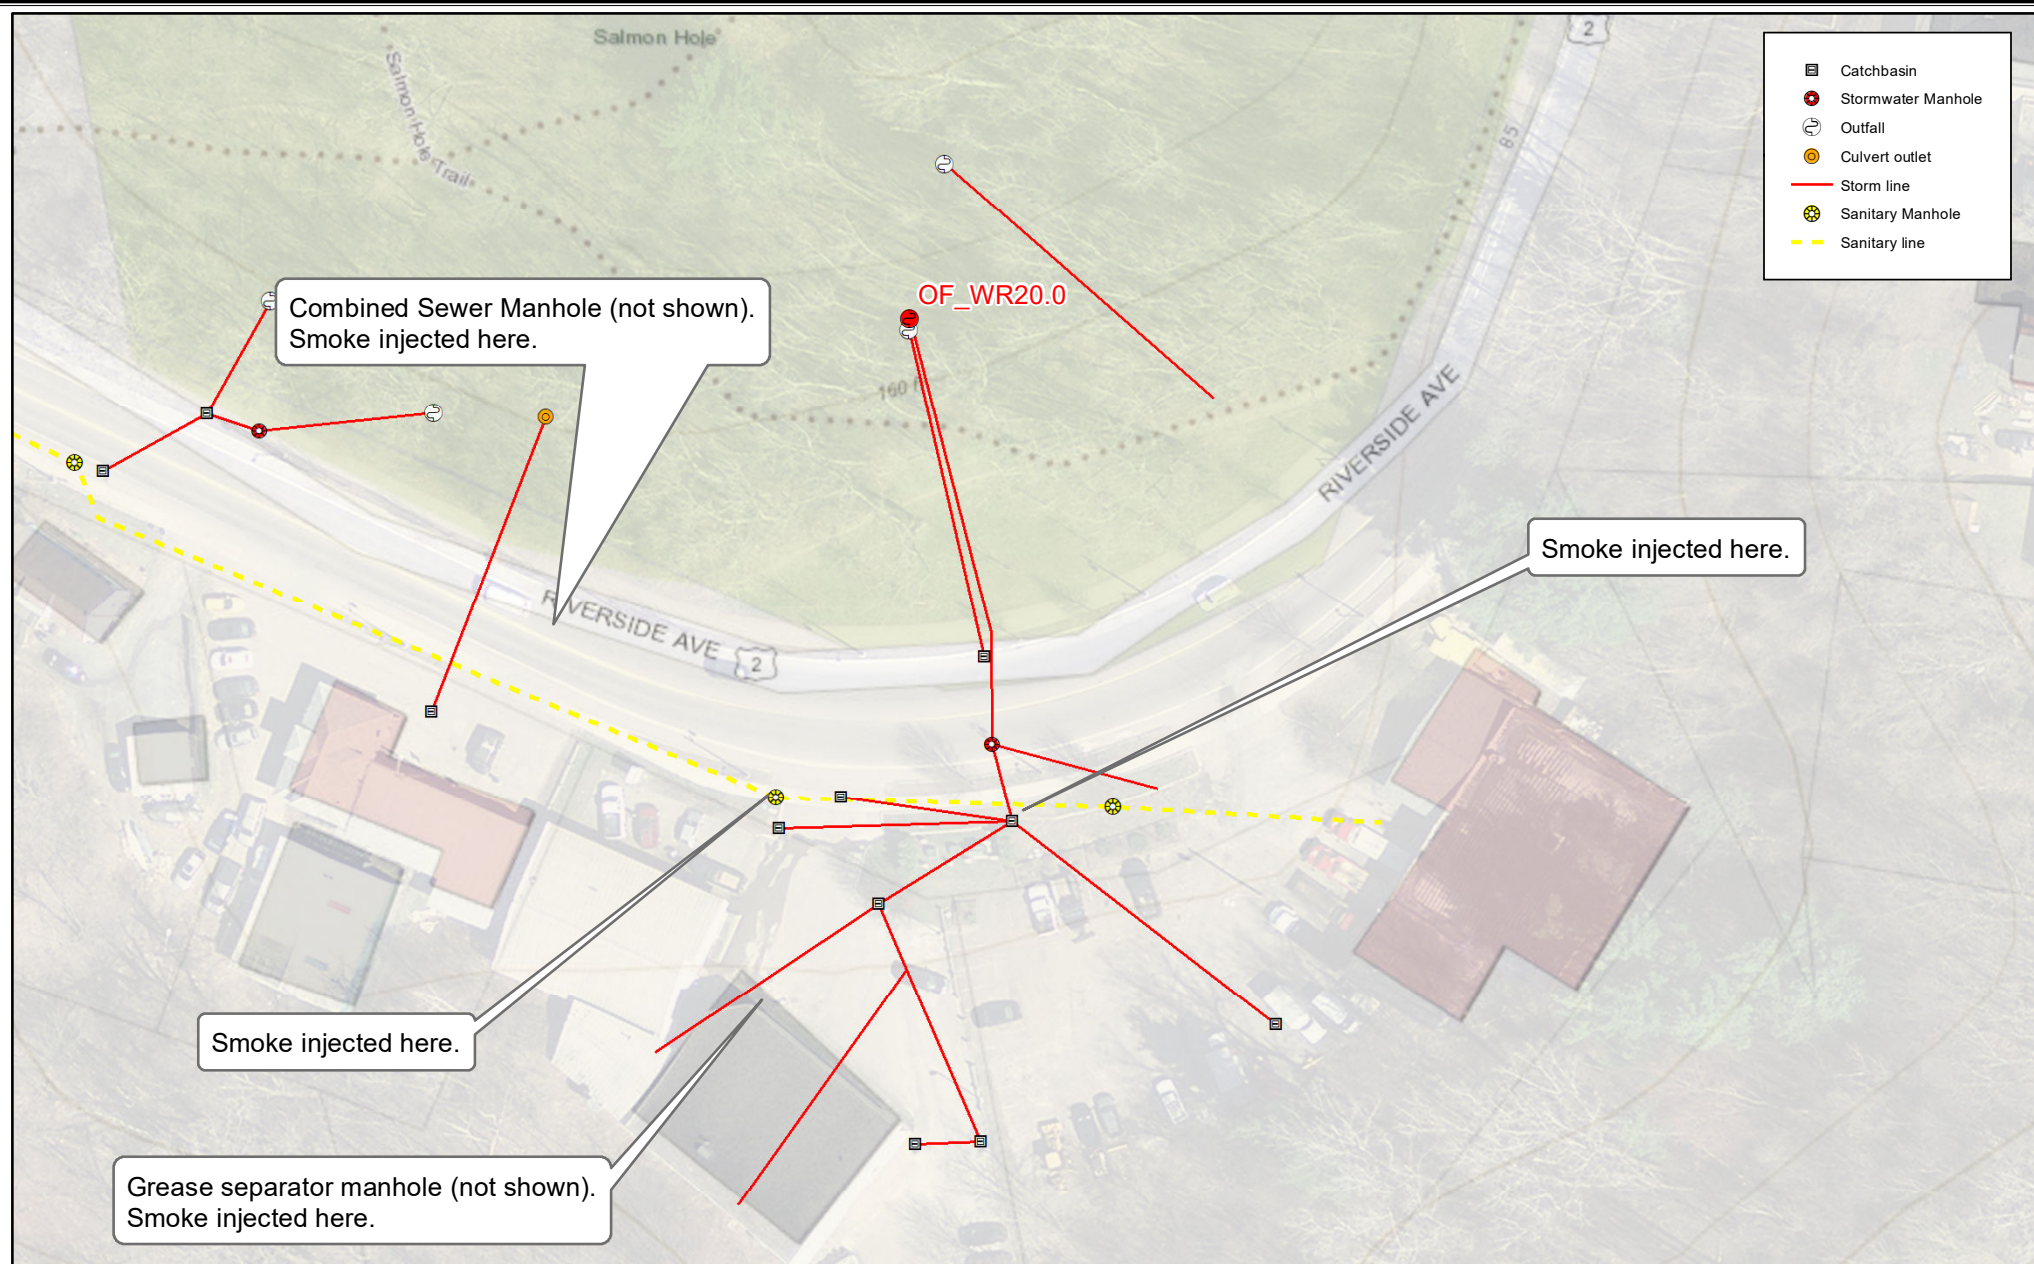 Salmon Hole
2
Catchbasin
Stormwater Manhole
Outfall
Culvert outlet
Storm line
Sanitary Manhole
Sanitary line
Salmon Hole Trail
85
OF_WR20.0
Combined Sewer Manhole (not shown).
Smoke injected here.
160 f
RIVERSIDE AVE
Smoke injected here.
RIVERSIDE AVE
2
Smoke injected here.
Grease separator manhole (not shown).
Smoke injected here.